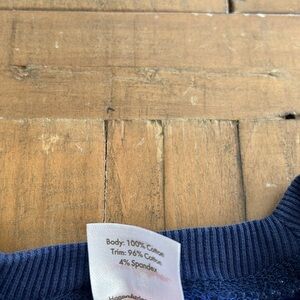 Body: 100% Cotton
Trim: 96% Cotton
4% Spandex